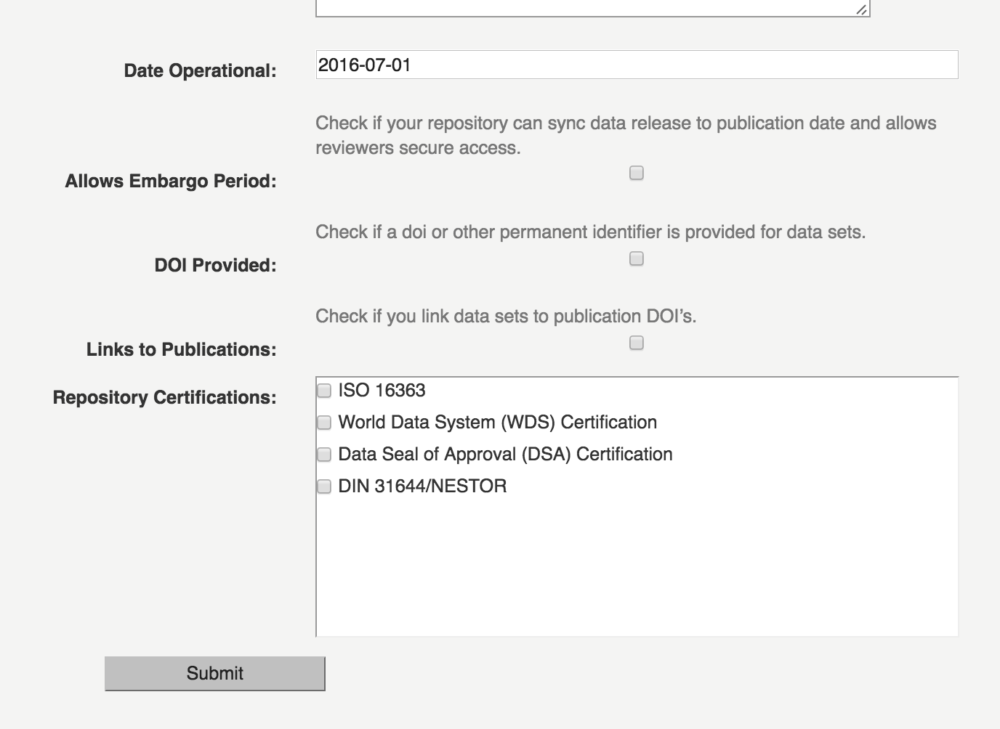 Date Operational:
2016-07-01
Check if your repository can sync data release to publication date and allows
reviewers secure access.
Allows Embargo Period:
Check if a doi or other permanent identifier is provided for data sets.
DOI Provided:
Check if you link data sets to publication DOI’s.
Links to Publications:
Repository Certifications:
ISO 16363
World Data System (WDS) Certification
Data Seal of Approval (DSA) Certification
DIN 31644/NESTOR
Submit